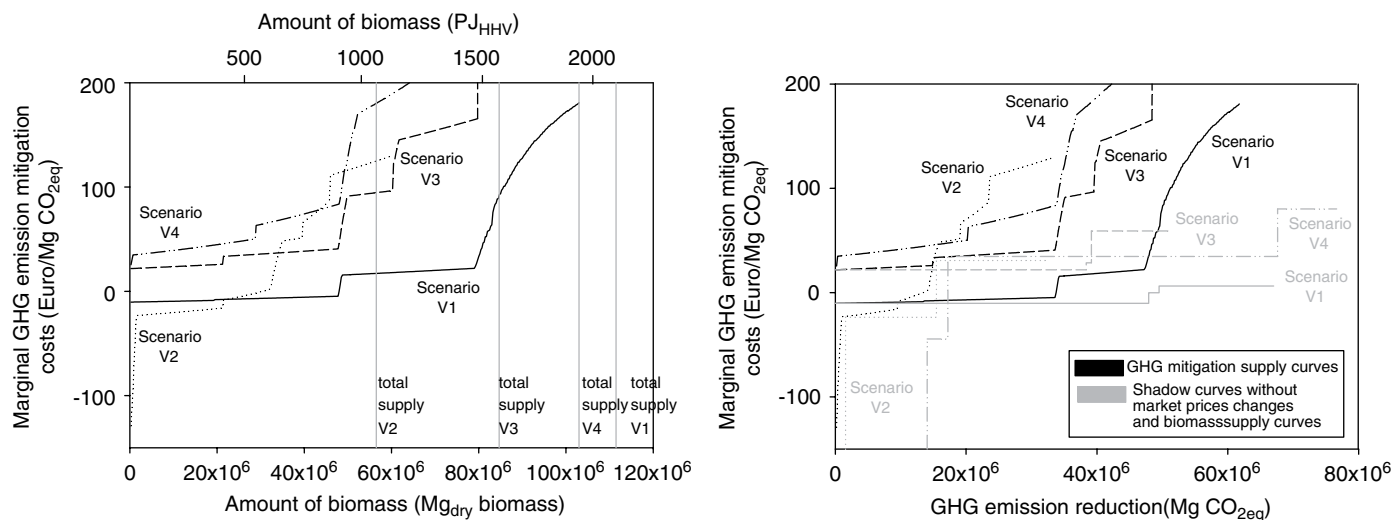 Amount of biomass (PJHHV)
500
1000
1500
2000
Marginal GHG emission mitigation
costs (Euro/Mg CO2eq)
200
100
0
-100
Scenario
V4
Scenario
V3
Scenario
V1
Scenario
V2
total
supply
V2
total
supply
V3
total
supply
V4
total
supply
V1
0
20x10^6
40x10^6
60x10^6
80x10^6
100x10^6
120x10^6
Amount of biomass (Mgdry biomass)
Marginal GHG emission mitigation
costs (Euro/Mg CO2eq)
200
100
0
-100
Scenario
V4
Scenario
V2
Scenario
V3
Scenario
V1
Scenario
V3
Scenario
V4
Scenario
V1
Scenario
V2
GHG mitigation supply curves
Shadow curves without
market prices changes
and biomasssupply curves
0
20x10^6
40x10^6
60x10^6
80x10^6
GHG emission reduction(Mg CO2eq)